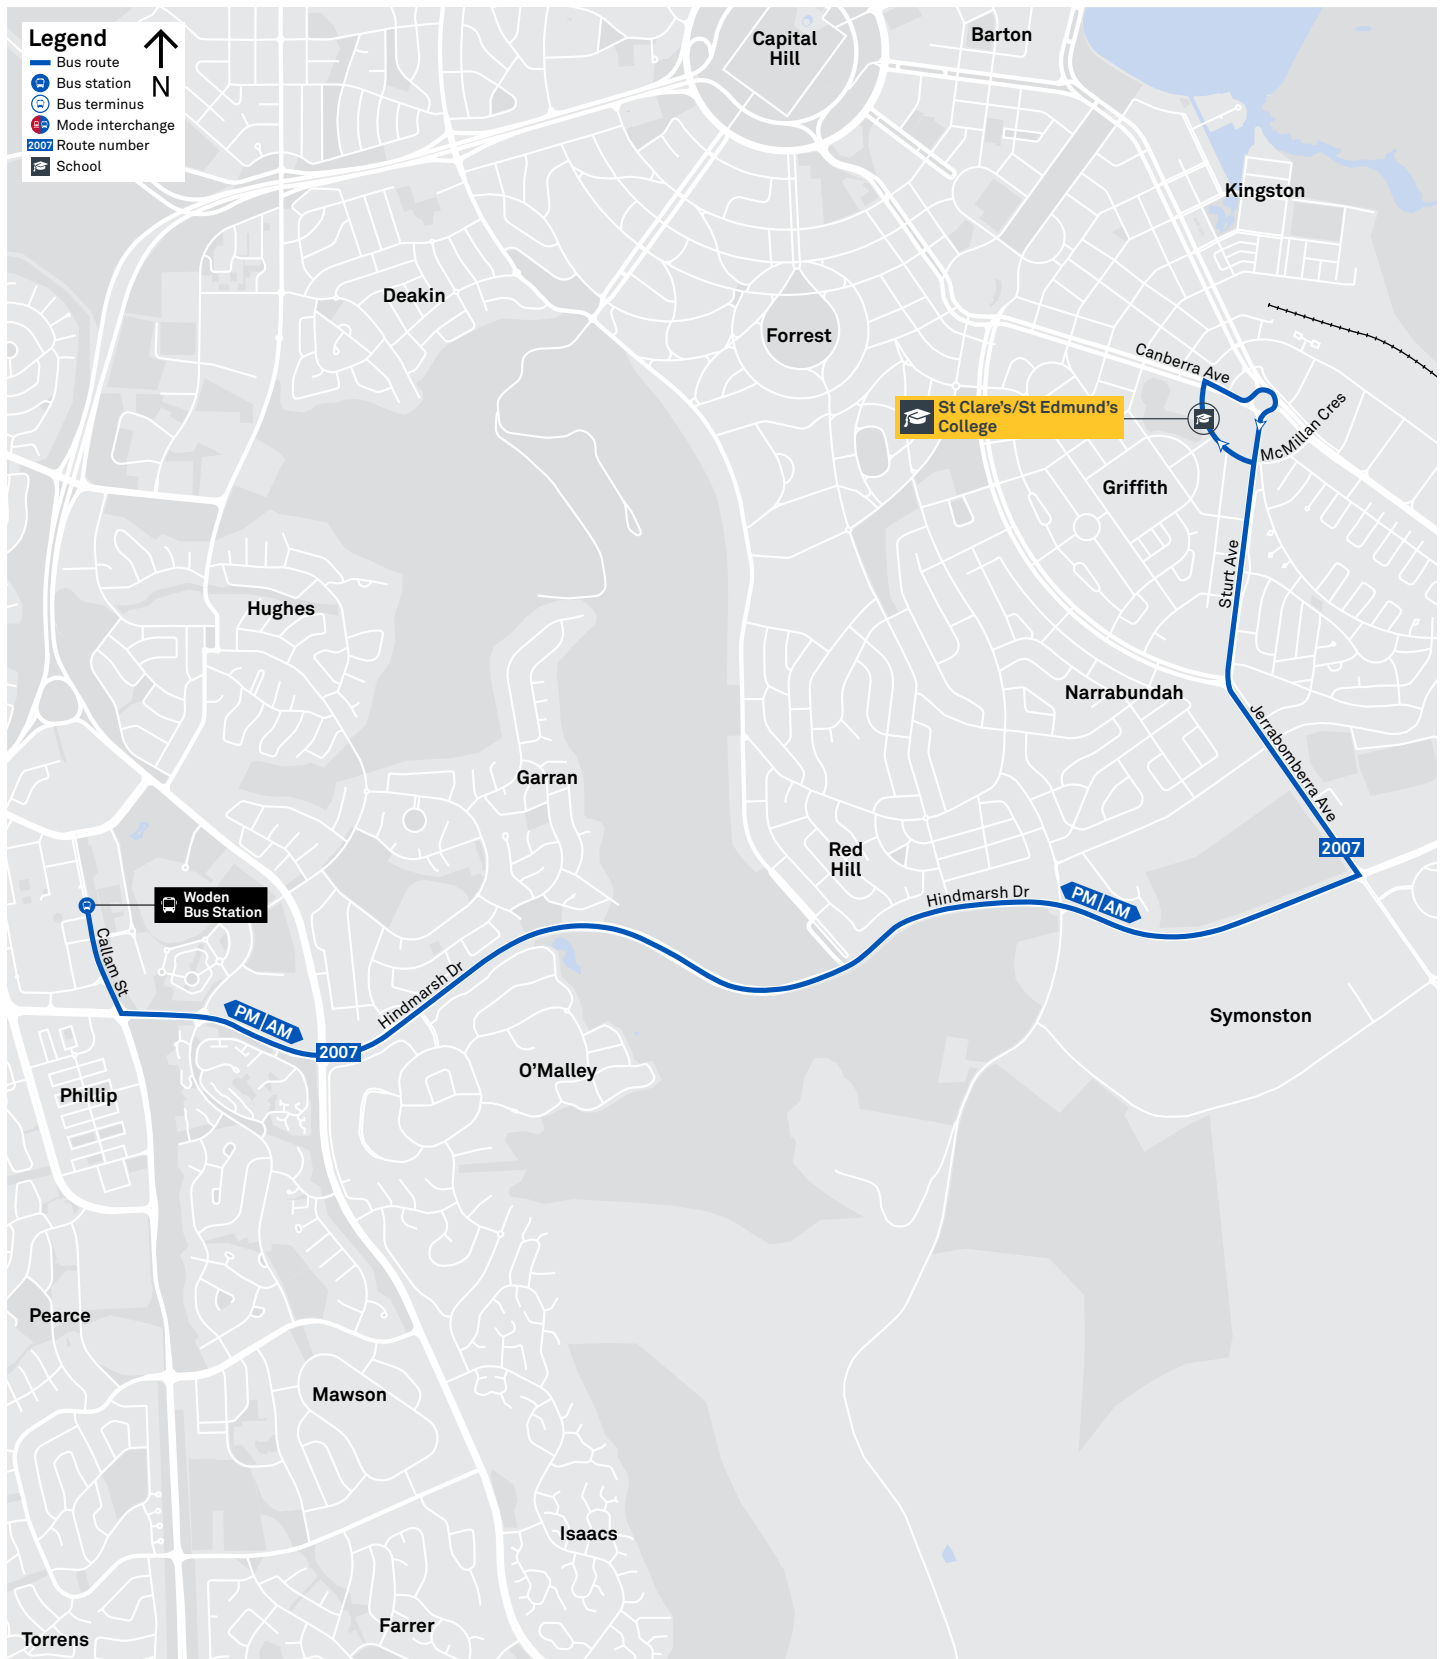 Legend
N
Bus route
Bus station
Bus terminus
Mode interchange
2007 Route number
School
Capital
Hill
Barton
Kingston
Deakin
Forrest
Canberra Ave
St Clare's/St Edmund's
College
McMillan Cres
Griffith
Sturt Ave
Hughes
Narrabundah
Jerrabomberra Ave
Garran
2007
Red
Hill
Hindmarsh Dr
PM | AM
Woden
Bus Station
Callam St
Hindmarsh Dr
PM | AM
2007
Symonston
O'Malley
Phillip
Pearce
Mawson
Isaacs
Farrer
Torrens